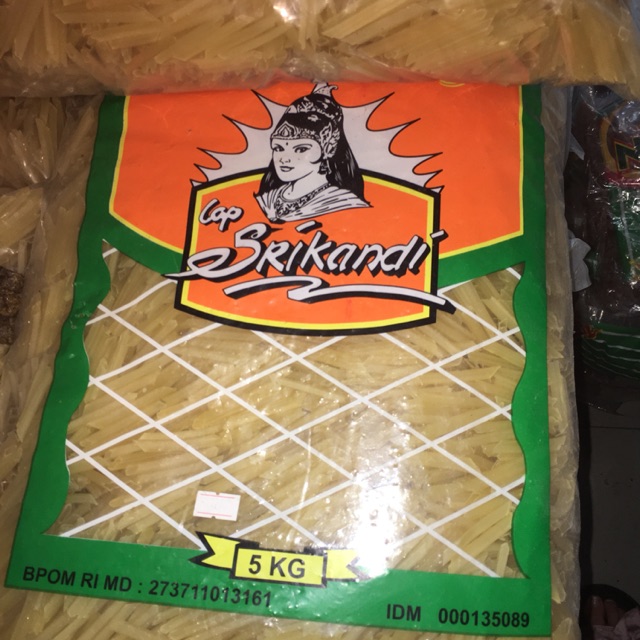 Cap
Srikandi
5 KG
BPOM RI MD : 273711013161
IDM 000135089